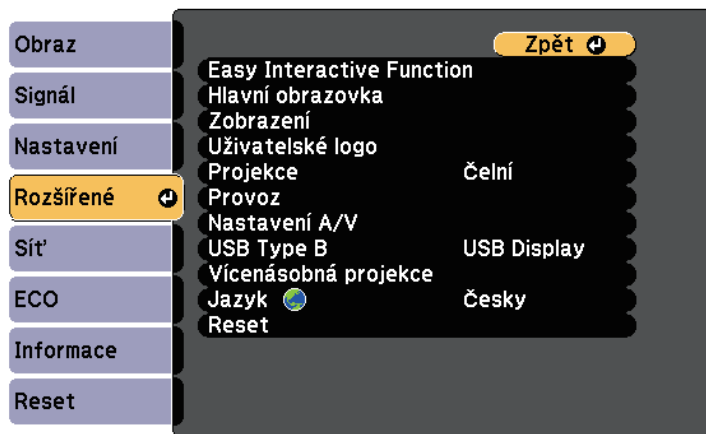 Obraz
Signál
Nastavení
Rozšířené
Síť
ECO
Informace
Reset
Zpět
Easy Interactive Function
Hlavní obrazovka
Zobrazení
Uživatelské logo
Projekce Čelní
Provoz
Nastavení A/V
USB Type B USB Display
Vícenásobná projekce
Jazyk Česky
Reset